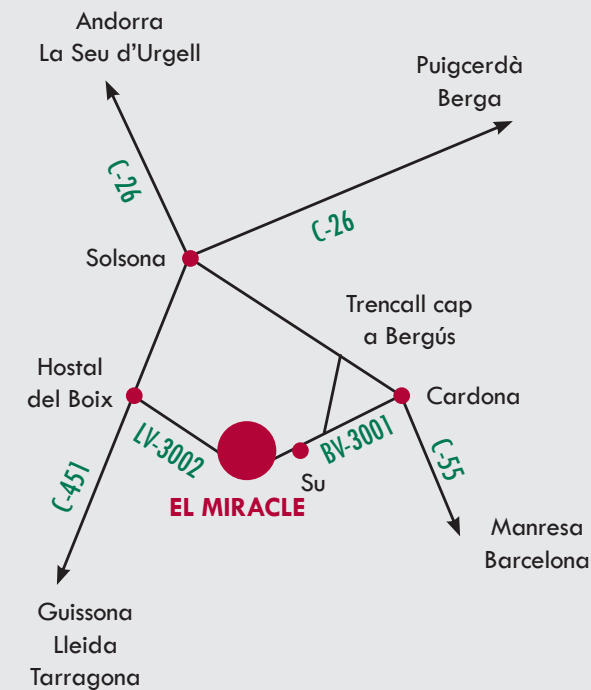 Andorra
La Seu d’Urgell
Puigcerdà
Berga
C-26
C-26
Solsona
Trencall cap
a Bergús
Hostal
del Boix
Cardona
LV-3002
BV-3001
C-55
C-451
Su
EL MIRACLE
Manresa
Barcelona
Guissona
Lleida
Tarragona